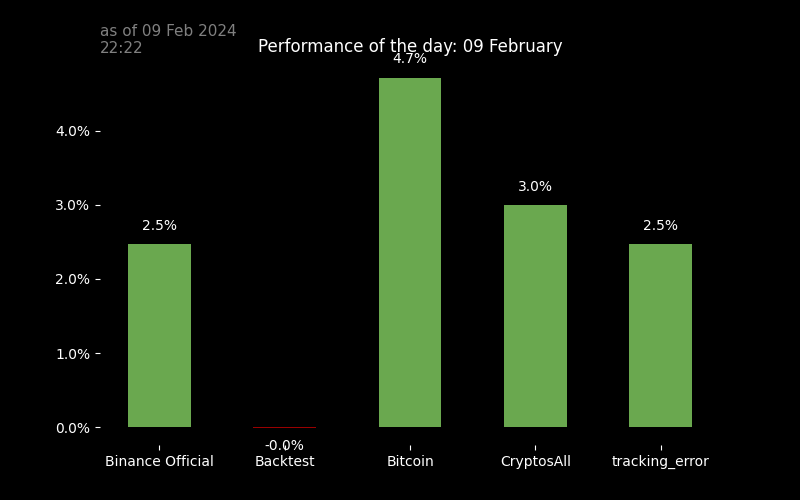 as of 09 Feb 2024
22:22
Performance of the day: 09 February
4.7%
4.0%
3.0%
3.0%
2.5%
2.5%
2.0%
1.0%
0.0%
-0.0%
Binance Official
Backtest
Bitcoin
CryptosAll
tracking_error